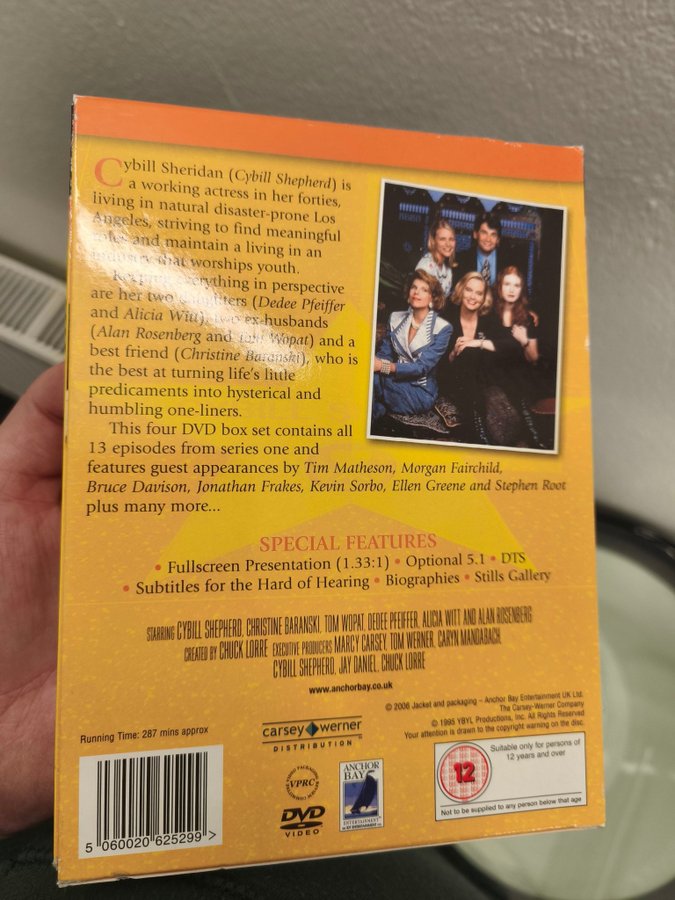 Cybill Sheridan (Cybill Shepherd) is
a working actress in her forties,
living in natural disaster-prone Los
Angeles, striving to find meaningful
roles and maintain a living in an
industry that worships youth.
Keeping everything in perspective
are her two daughters (Dedee Pfeiffer
and Alicia Witt), two ex-husbands
(Alan Rosenberg and Tom Wopat) and a
best friend (Christine Baranski), who is
the best at turning life's little
predicaments into hysterical and
humbling one-liners.
This four DVD box set contains all
13 episodes from series one and
features guest appearances by Tim Matheson, Morgan Fairchild,
Bruce Davison, Jonathan Frakes, Kevin Sorbo, Ellen Greene and Stephen Root
plus many more...
SPECIAL FEATURES
• Fullscreen Presentation (1.33:1) • Optional 5.1 • DTS
• Subtitles for the Hard of Hearing • Biographies • Stills Gallery
STARRING CYBILL SHEPHERD, CHRISTINE BARANSKI, TOM WOPAT, DEDEE PFEIFFER, ALICIA WITT AND ALAN ROSENBERG
CREATED BY CHUCK LORRE EXECUTIVE PRODUCERS MARCY CARSEY, TOM WERNER, CARYN MANDABACH,
CYBILL SHEPHERD, JAY DANIEL, CHUCK LORRE
www.anchorbay.co.uk
© 2006 Jacket and packaging – Anchor Bay Entertainment UK Ltd.
The Carsey-Werner Company
© 1995 YBYL Productions, Inc. All Rights Reserved
Your attention is drawn to the copyright warning on the disc.
Running Time: 287 mins approx
carsey werner
DISTRIBUTION
VPRC
DVD
VIDEO
ANCHOR
BAY
ENTERTAINMENT
12
Suitable only for persons of
12 years and over
Not to be supplied to any person below that age
5 060020 625299 >